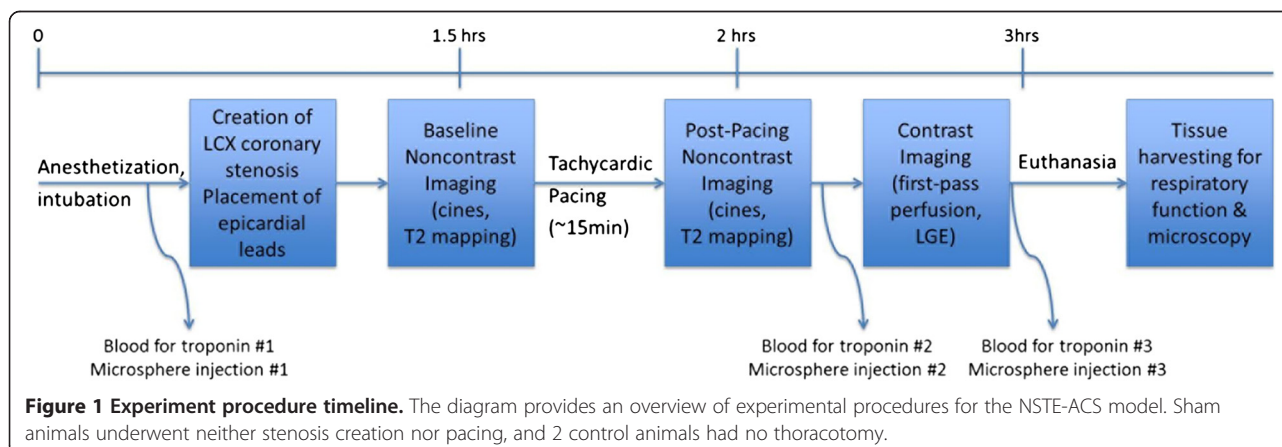 0
1.5 hrs
2 hrs
3hrs
Anesthetization,
intubation
Creation of
LCX coronary
stenosis
Placement of
epicardial
leads
Baseline
Noncontrast
Imaging
(cines,
T2 mapping)
Tachycardic
Pacing
(~15min)
Post-Pacing
Noncontrast
Imaging
(cines,
T2 mapping)
Contrast
Imaging
(first-pass
perfusion,
LGE)
Euthanasia
Tissue
harvesting for
respiratory
function &
microscopy
Blood for troponin #1
Microsphere injection #1
Blood for troponin #2
Microsphere injection #2
Blood for troponin #3
Microsphere injection #3
Figure 1 Experiment procedure timeline. The diagram provides an overview of experimental procedures for the NSTE-ACS model. Sham
animals underwent neither stenosis creation nor pacing, and 2 control animals had no thoracotomy.